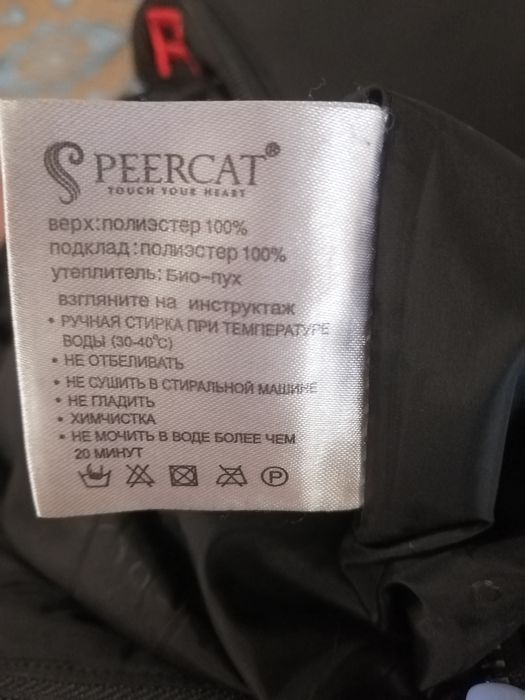 R
PEERCAT®
TOUCH YOUR HEART
верх:полиэстер 100%
подклад:полиэстер 100%
утеплитель: Био-пух
взгляните на инструктаж
• РУЧНАЯ СТИРКА ПРИ ТЕМПЕРАТУРЕ
ВОДЫ (30-40°C)
• НЕ ОТБЕЛИВАТЬ
• НЕ СУШИТЬ В СТИРАЛЬНОЙ МАШИНЕ
• НЕ ГЛАДИТЬ
• ХИМЧИСТКА
• НЕ МОЧИТЬ В ВОДЕ БОЛЕЕ ЧЕМ
20 МИНУТ
P